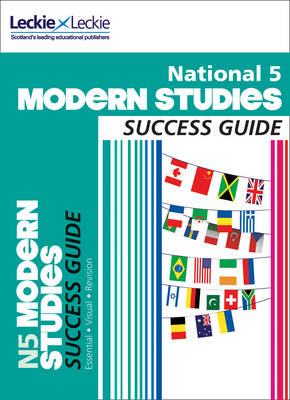 Leckie×Leckie
Scotland's leading educational publishers
National 5
MODERN STUDIES
SUCCESS GUIDE
N5 MODERN
STUDIES
SUCCESS GUIDE
Essential • Visual • Revision